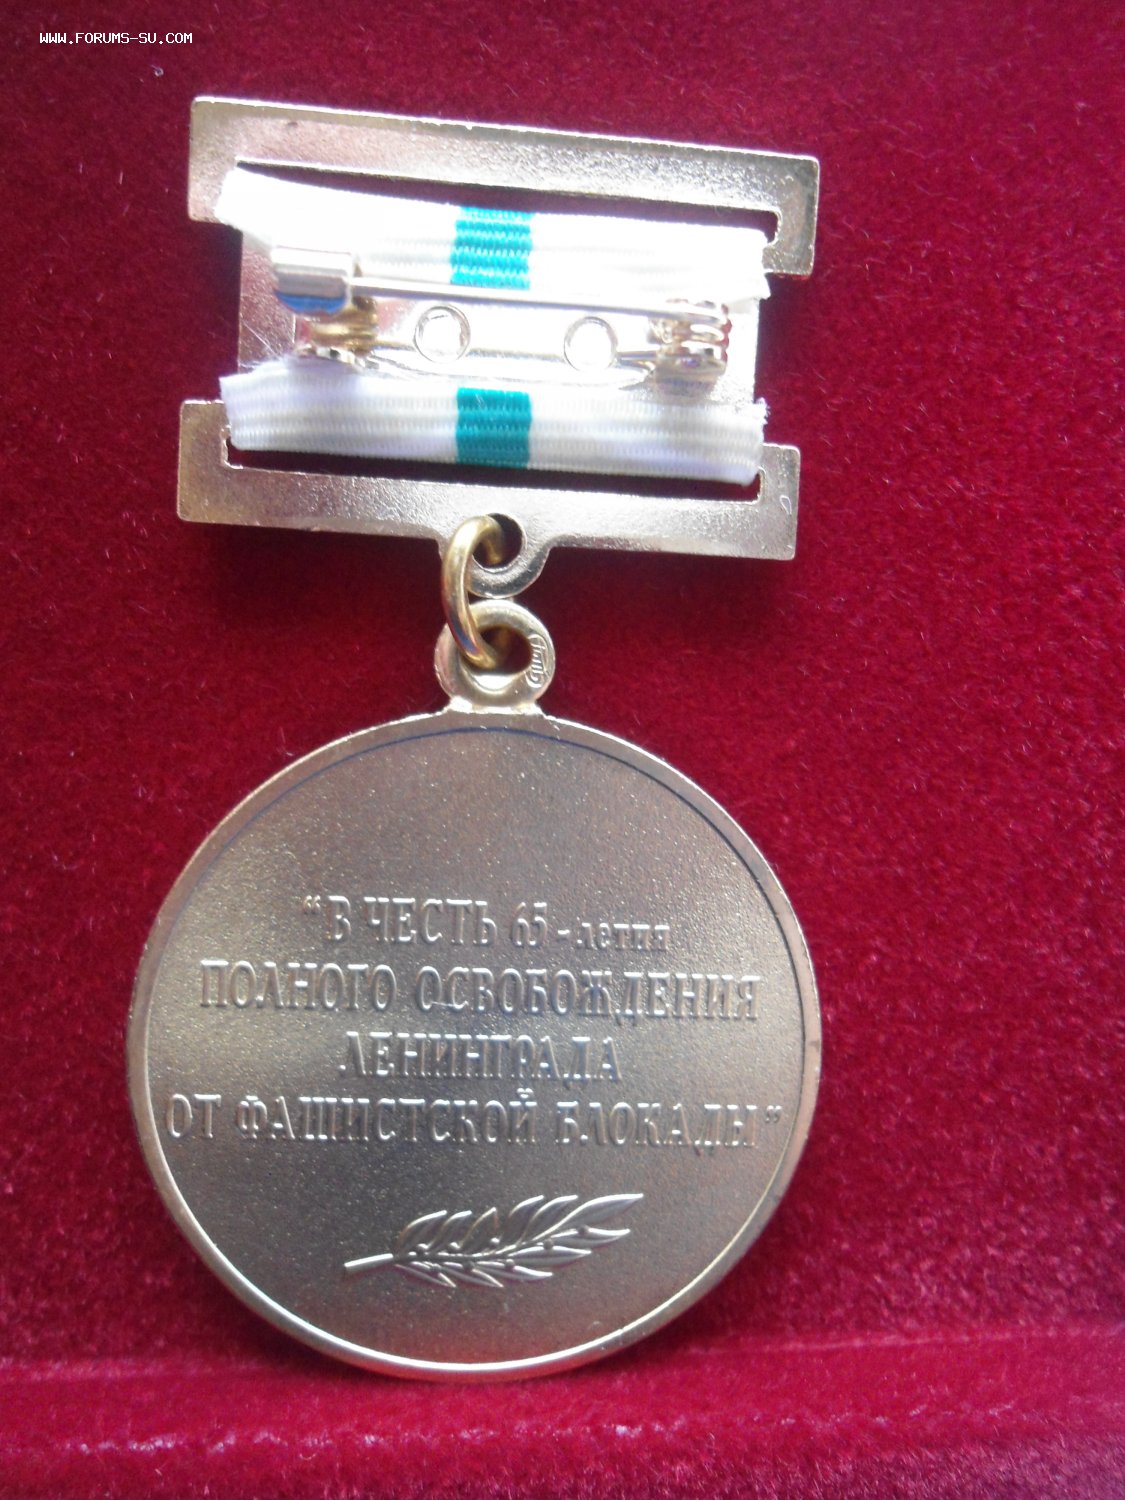 WWW.FORUMS-SU.COM
“В ЧЕСТЬ 65-летия
ПОЛНОГО ОСВОБОЖДЕНИЯ
ЛЕНИНГРАДА
ОТ ФАШИСТСКОЙ БЛОКАДЫ”